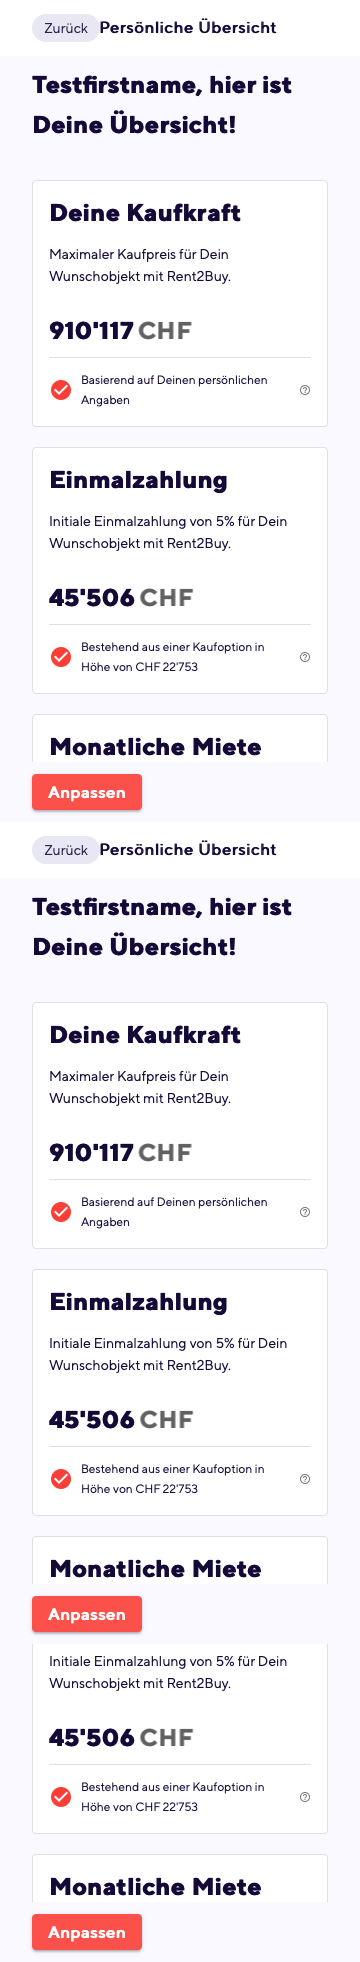 Zurück Persönliche Übersicht
Testfirstname, hier ist
Deine Übersicht!
Deine Kaufkraft
Maximaler Kaufpreis für Dein
Wunschobjekt mit Rent2Buy.
910'117 CHF
Basierend auf Deinen persönlichen
Angaben
Einmalzahlung
Initiale Einmalzahlung von 5% für Dein
Wunschobjekt mit Rent2Buy.
45'506 CHF
Bestehend aus einer Kaufoption in
Höhe von CHF 22'753
Monatliche Miete
Anpassen
Zurück Persönliche Übersicht
Testfirstname, hier ist
Deine Übersicht!
Deine Kaufkraft
Maximaler Kaufpreis für Dein
Wunschobjekt mit Rent2Buy.
910'117 CHF
Basierend auf Deinen persönlichen
Angaben
Einmalzahlung
Initiale Einmalzahlung von 5% für Dein
Wunschobjekt mit Rent2Buy.
45'506 CHF
Bestehend aus einer Kaufoption in
Höhe von CHF 22'753
Monatliche Miete
Anpassen
Initiale Einmalzahlung von 5% für Dein
Wunschobjekt mit Rent2Buy.
45'506 CHF
Bestehend aus einer Kaufoption in
Höhe von CHF 22'753
Monatliche Miete
Anpassen